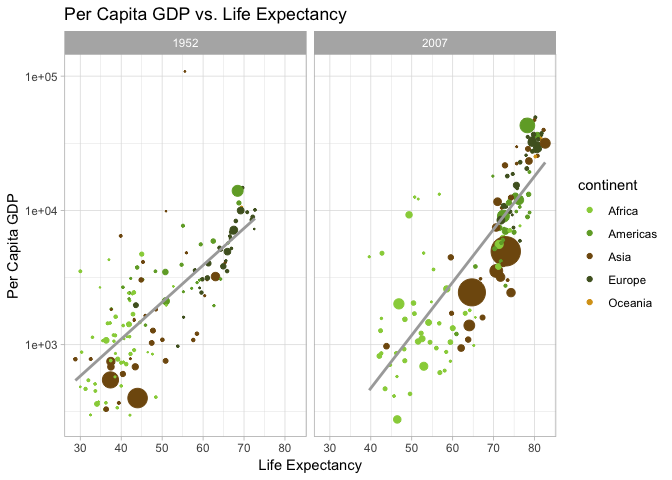 Per Capita GDP vs. Life Expectancy
1952 2007
1e+05
1e+04
1e+03
Per Capita GDP
30 40 50 60 70 80 30 40 50 60 70 80
Life Expectancy
continent
Africa
Americas
Asia
Europe
Oceania